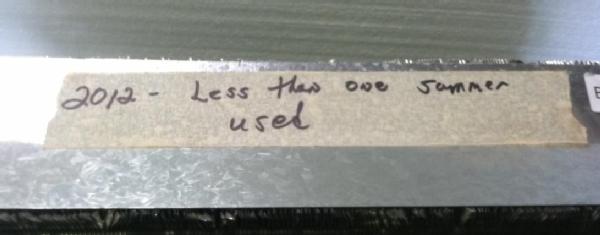 2012 - Less than one summer
used